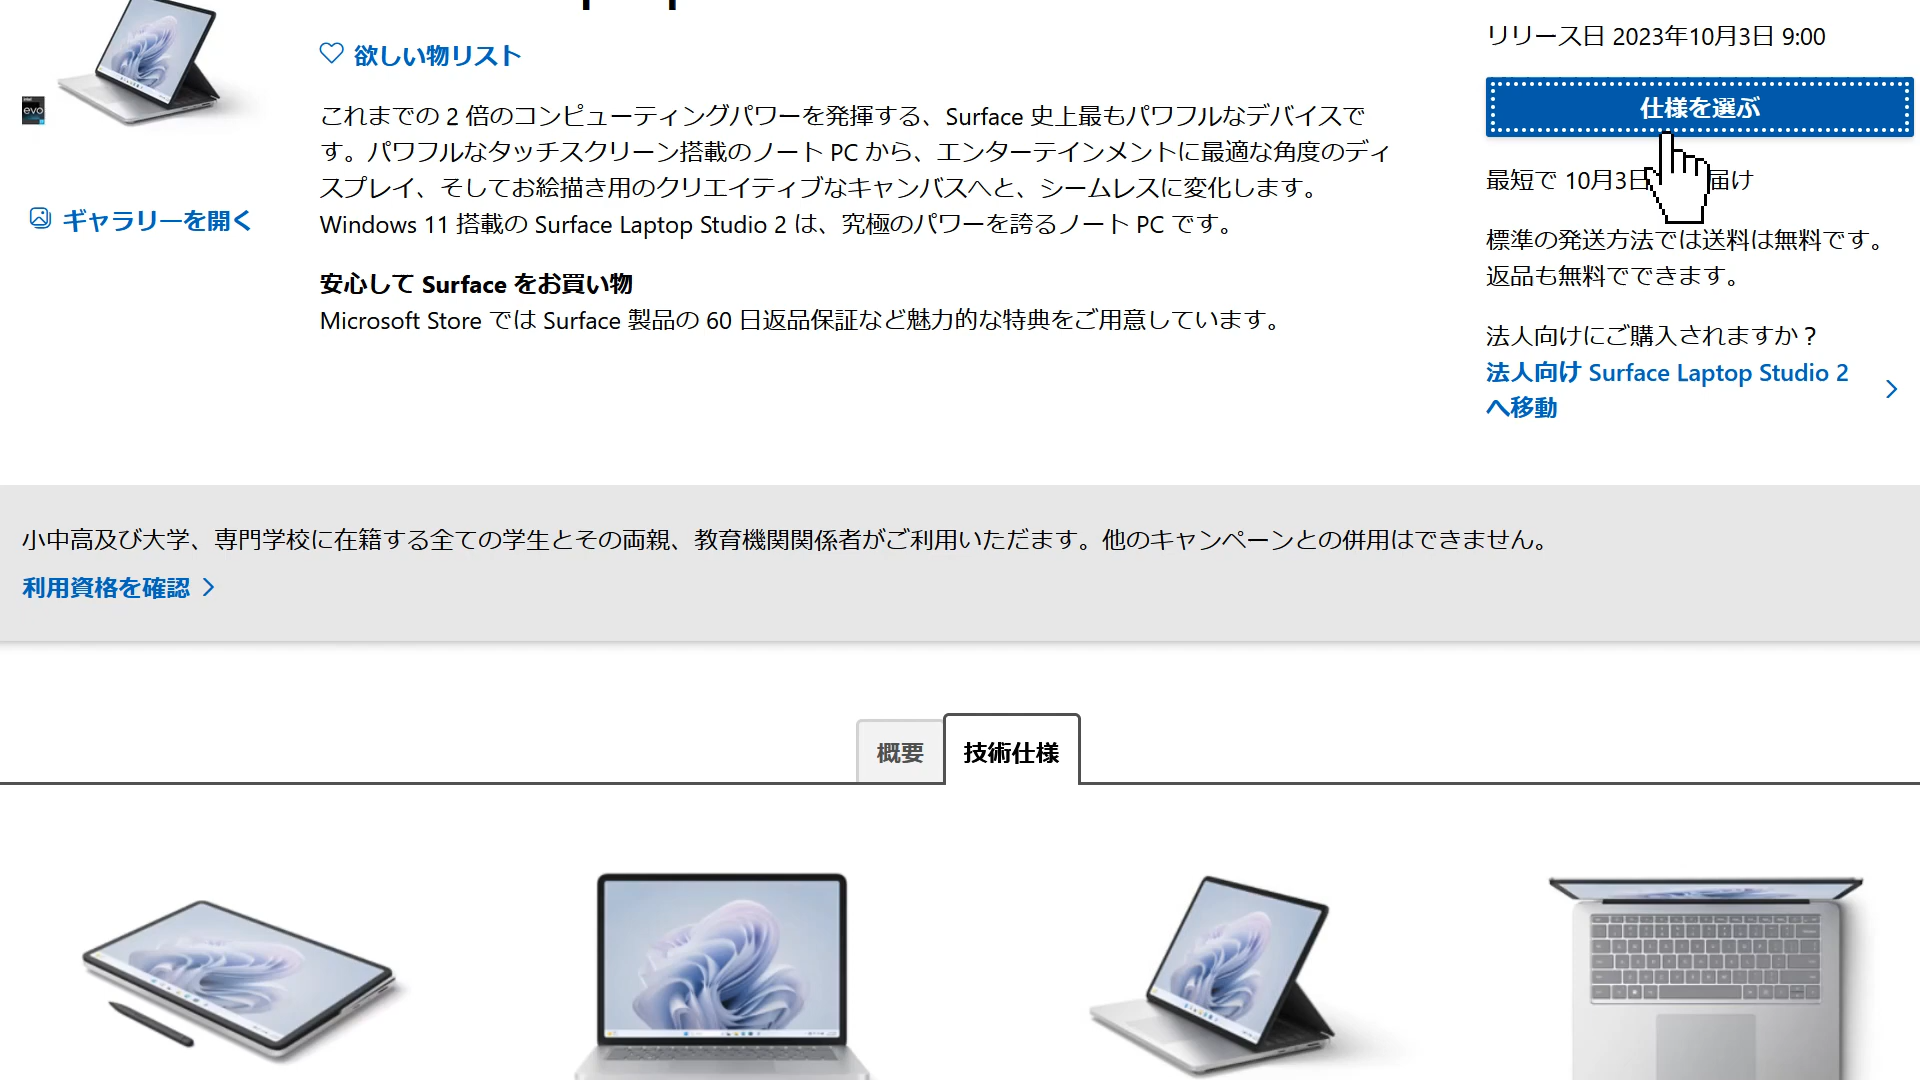 欲しい物リスト
evo
これまでの 2 倍のコンピューティングパワーを発揮する、Surface 史上最もパワフルなデバイスで
す。パワフルなタッチスクリーン搭載のノート PC から、エンターテインメントに最適な角度のディ
スプレイ、そしてお絵描き用のクリエイティブなキャンバスへと、シームレスに変化します。
Windows 11 搭載の Surface Laptop Studio 2 は、究極のパワーを誇るノート PC です。
ギャラリーを開く
安心して Surface をお買い物
Microsoft Store では Surface 製品の 60 日返品保証など魅力的な特典をご用意しています。
リリース日 2023年10月3日 9:00
仕様を選ぶ
最短で 10月3日 届け
標準の発送方法では送料は無料です。
返品も無料でできます。
法人向けにご購入されますか？
法人向け Surface Laptop Studio 2
へ移動
小中高及び大学、専門学校に在籍する全ての学生とその両親、教育機関関係者がご利用いただます。他のキャンペーンとの併用はできません。
利用資格を確認
概要
技術仕様